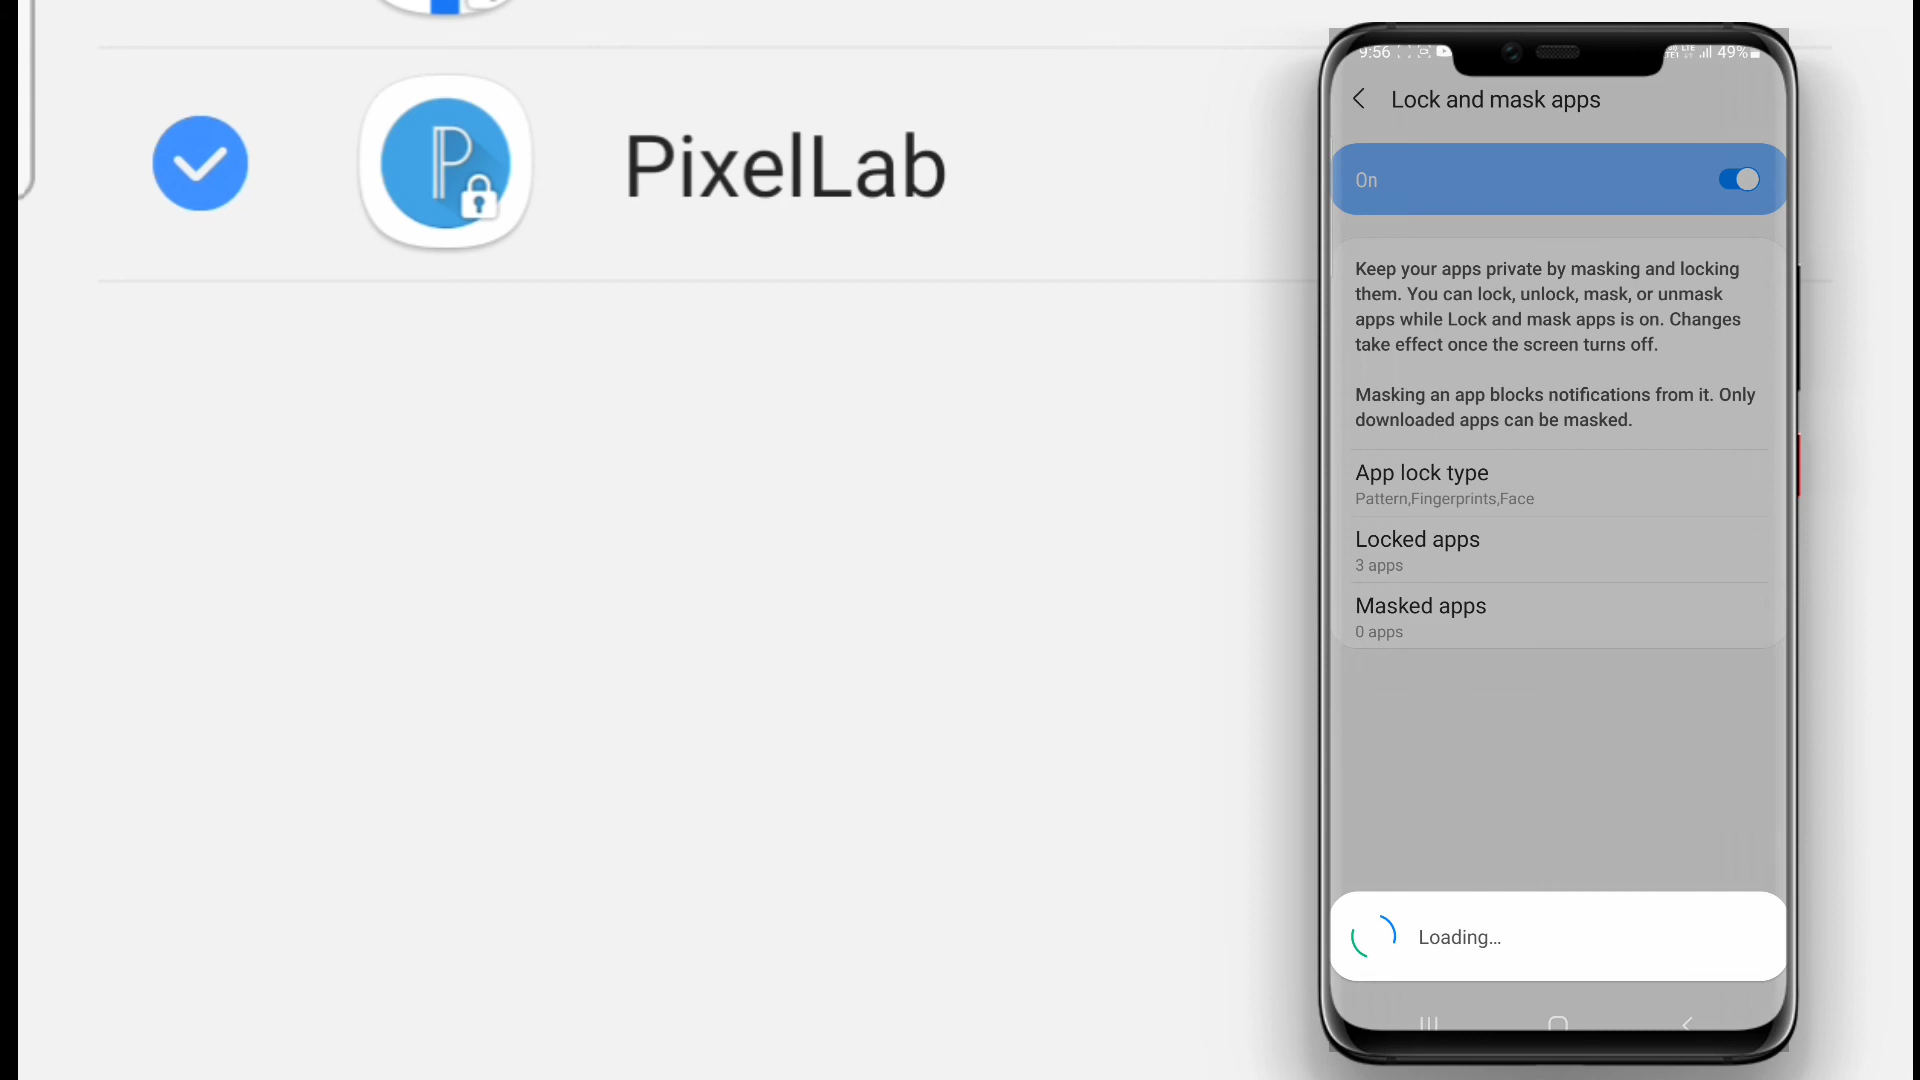 PixelLab
9:56
49%
Lock and mask apps
On
Keep your apps private by masking and locking
them. You can lock, unlock, mask, or unmask
apps while Lock and mask apps is on. Changes
take effect once the screen turns off.
Masking an app blocks notifications from it. Only
downloaded apps can be masked.
App lock type
Pattern,Fingerprints,Face
Locked apps
3 apps
Masked apps
0 apps
Loading...